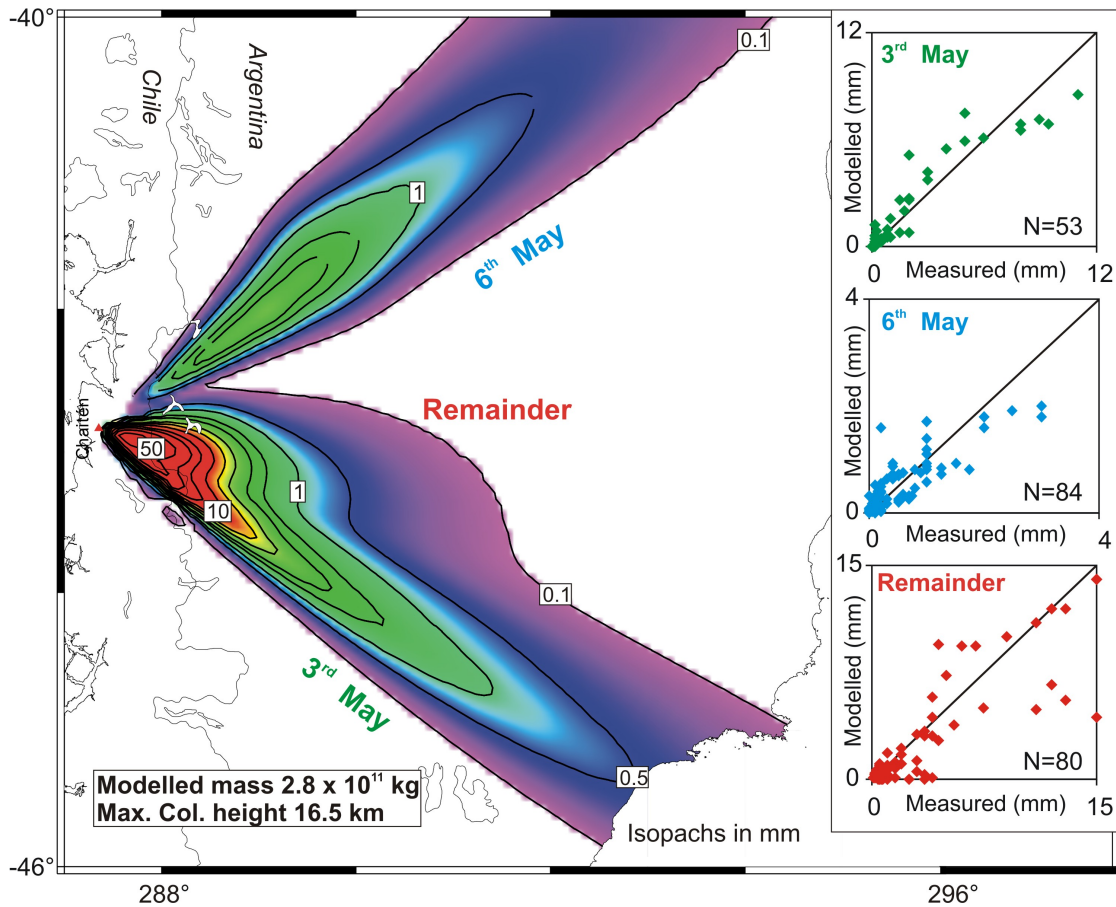 -40°
Chile
Argentina
0.1
1
6th May
Remainder
Chaiten
50
10
1
0.1
3rd May
0.5
Modelled mass 2.8 x 10¹¹ kg
Max. Col. height 16.5 km
Isopachs in mm
-46°
288°
296°
12
3rd May
Modelled (mm)
N=53
0
0
Measured (mm)
12
4
6th May
Modelled (mm)
N=84
0
0
Measured (mm)
4
15
Remainder
Modelled (mm)
N=80
0
0
Measured (mm)
15